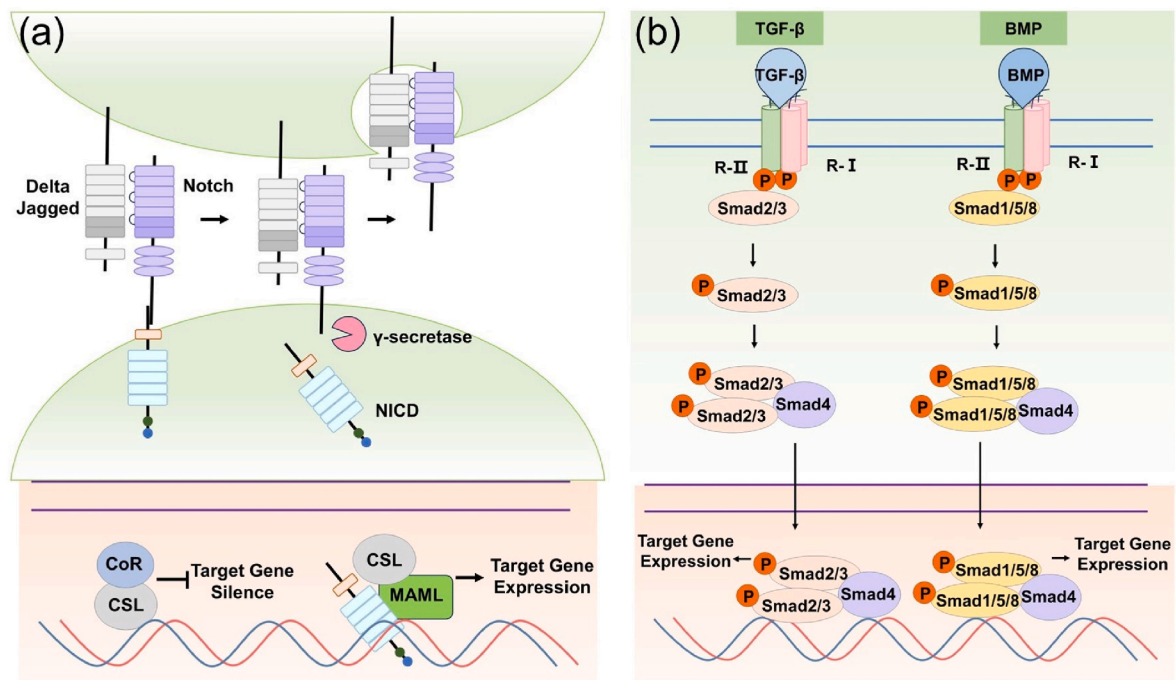 (a)
Delta
Jagged
Notch
γ-secretase
NICD
CoR
CSL
Target Gene
Silence
CSL
MAML
Target Gene
Expression
(b)
TGF-β
BMP
TGF-β
BMP
R-II
R- I
R-II
R- I
P
P
P
P
Smad2/3
Smad1/5/8
P
Smad2/3
P
Smad1/5/8
P
Smad2/3
P
Smad2/3
Smad4
P
Smad1/5/8
P
Smad1/5/8
Smad4
Target Gene
Expression
P
Smad2/3
P
Smad2/3
Smad4
P
Smad1/5/8
P
Smad1/5/8
Smad4
Target Gene
Expression